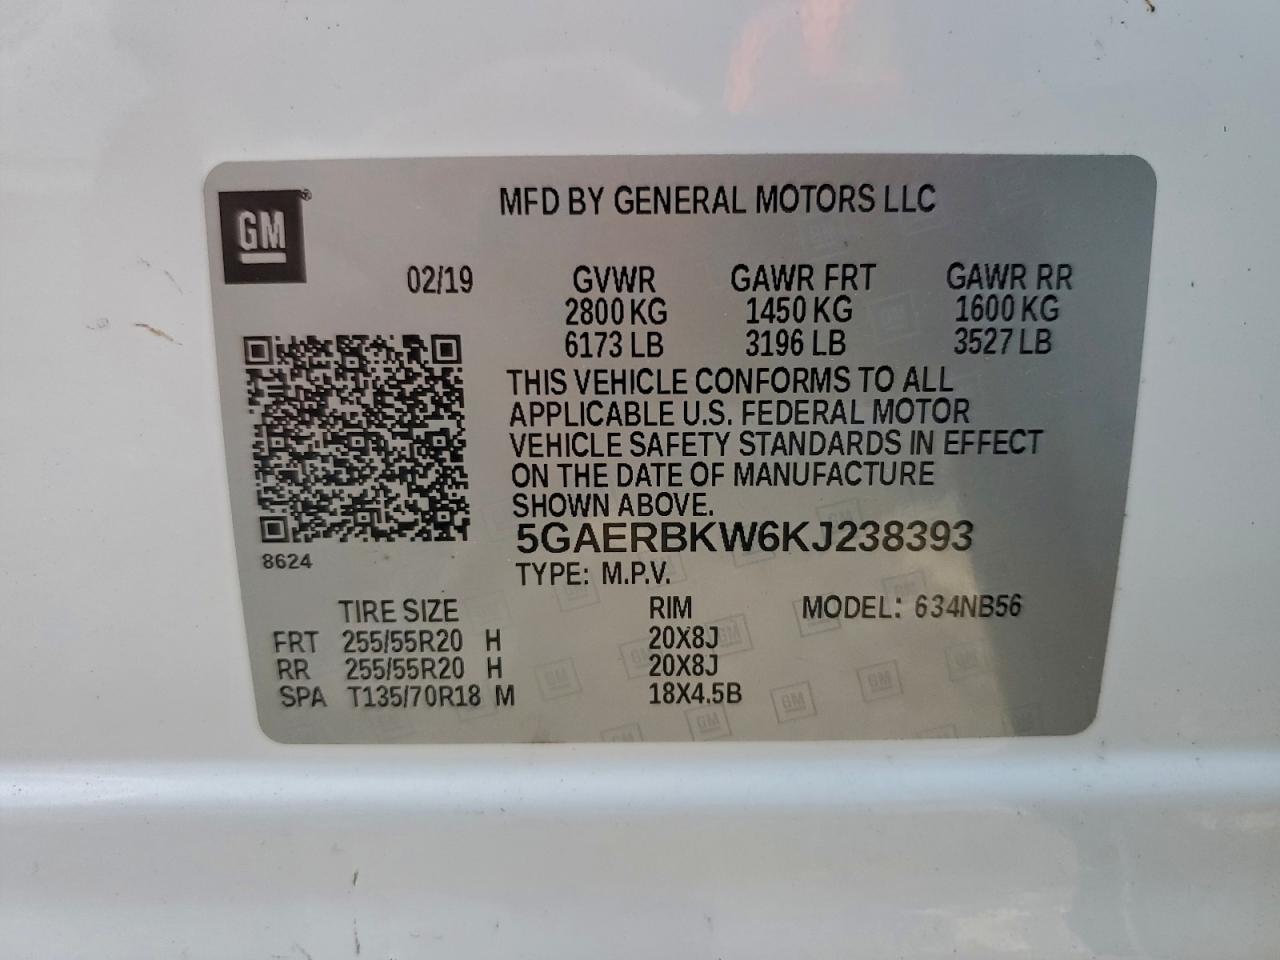 GM®
MFD BY GENERAL MOTORS LLC
02/19 GVWR GAWR FRT GAWR RR
2800 KG 1450 KG 1600 KG
6173 LB 3196 LB 3527 LB
THIS VEHICLE CONFORMS TO ALL
APPLICABLE U.S. FEDERAL MOTOR
VEHICLE SAFETY STANDARDS IN EFFECT
ON THE DATE OF MANUFACTURE
SHOWN ABOVE.
5GAERBKW6KJ238393
8624
TYPE: M.P.V.
TIRE SIZE RIM MODEL: 634NB56
FRT 255/55R20 H 20X8J
RR 255/55R20 H 20X8J
SPA T135/70R18 M 18X4.5B